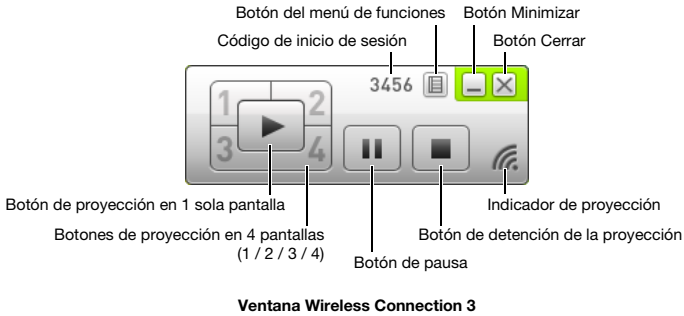 Botón del menú de funciones Botón Minimizar
Código de inicio de sesión Botón Cerrar
3456
1 2
3 4
Botón de proyección en 1 sola pantalla Indicador de proyección
Botones de proyección en 4 pantallas Botón de detención de la proyección
(1 / 2 / 3 / 4)
Botón de pausa
Ventana Wireless Connection 3